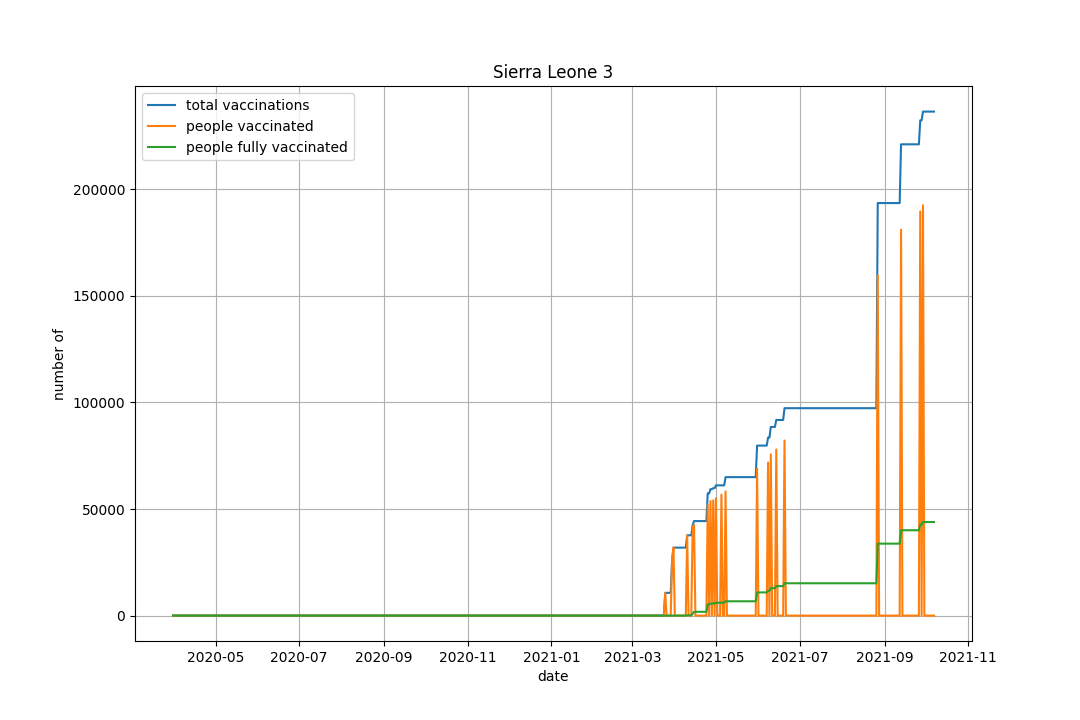 Sierra Leone 3
total vaccinations
people vaccinated
people fully vaccinated
number of
200000
150000
100000
50000
0
2020-05 2020-07 2020-09 2020-11 2021-01 2021-03 2021-05 2021-07 2021-09 2021-11
date